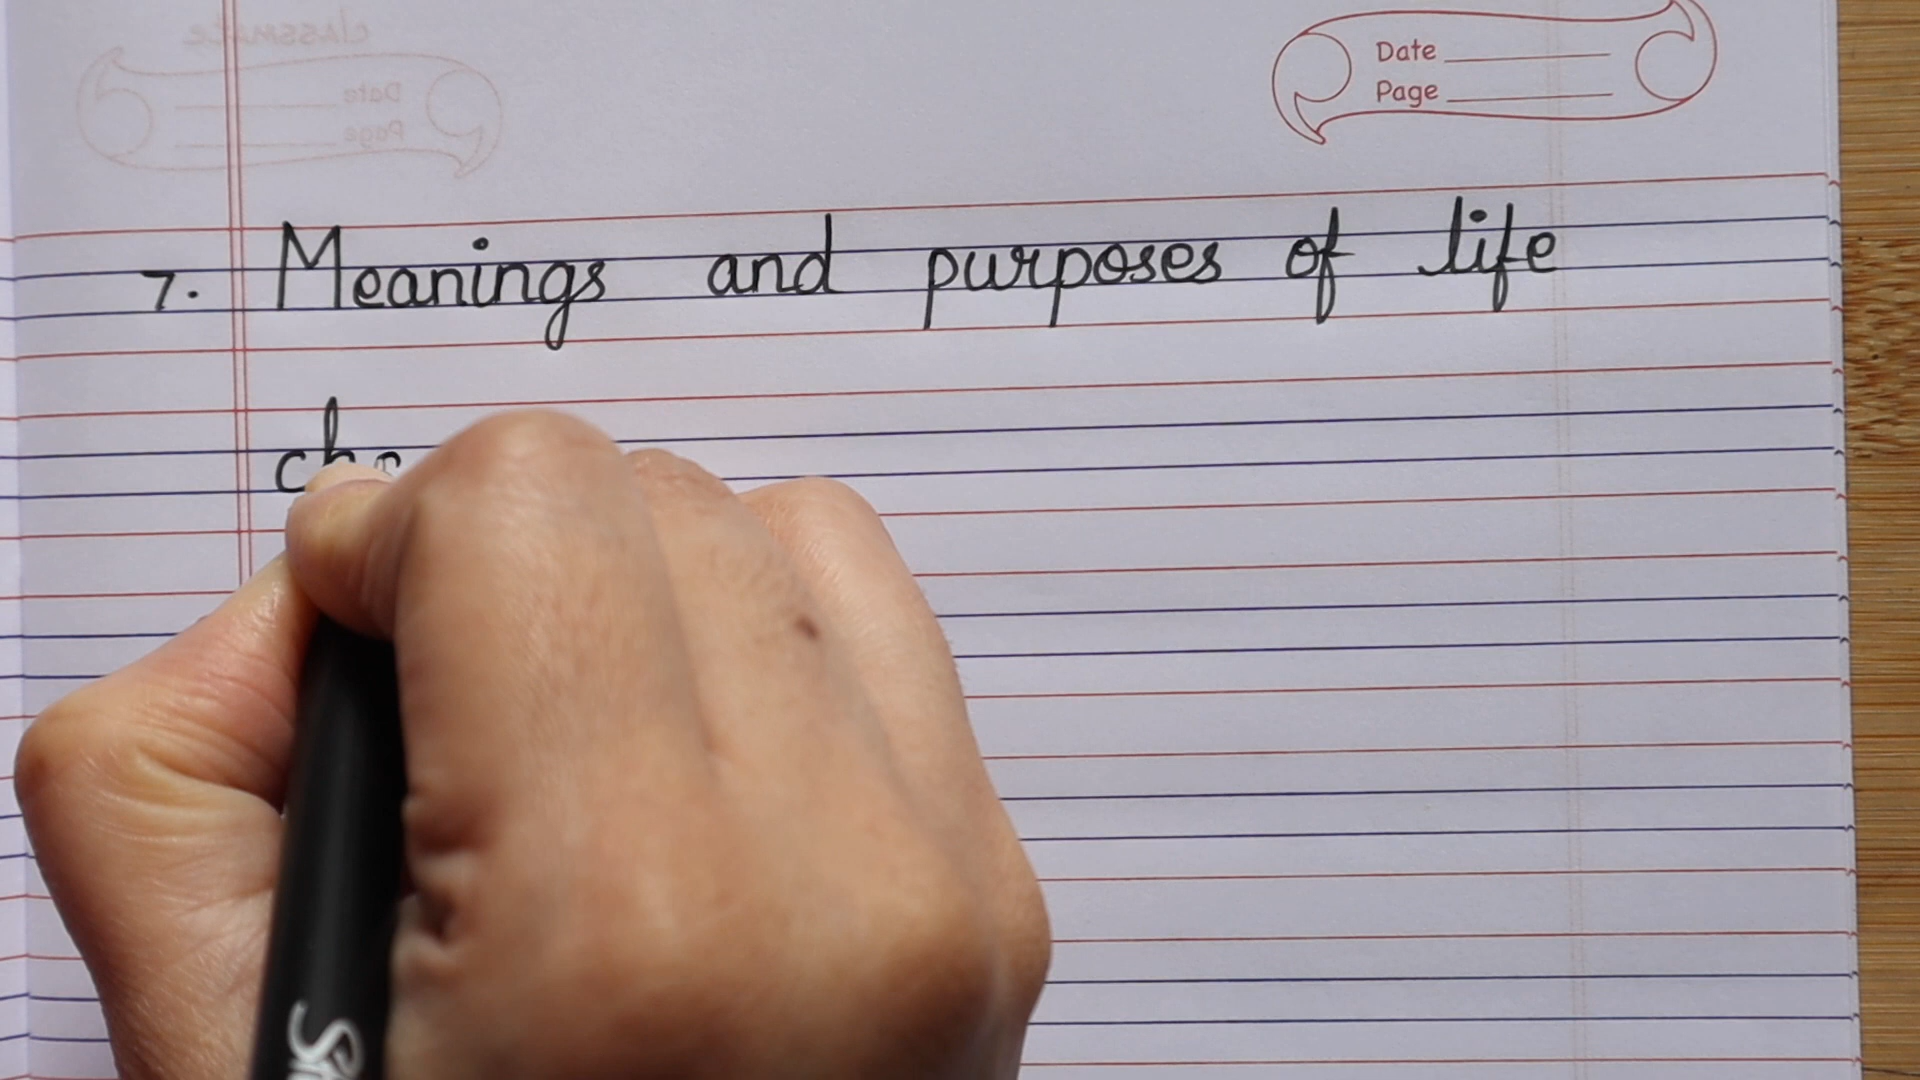 Date
Page
7. Meanings and purposes of life